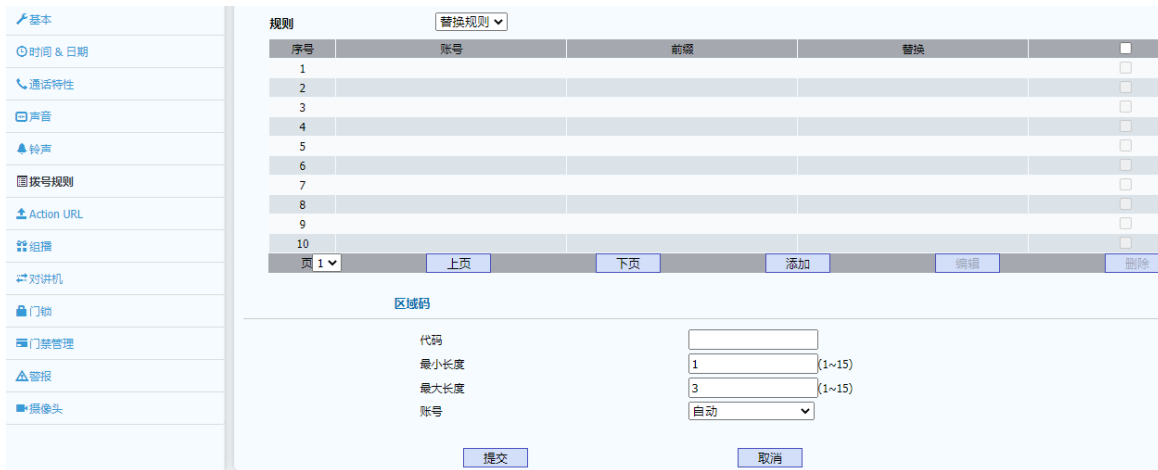 基本
时间 & 日期
通话特性
声音
铃声
拨号规则
Action URL
组播
对讲机
门锁
门禁管理
警报
摄像头
规则 替换规则
序号 账号 前缀 替换
1
2
3
4
5
6
7
8
9
10
页 1 上页 下页 添加 编辑 删除
区域码
代码
最小长度 1 (1~15)
最大长度 3 (1~15)
账号 自动
提交 取消